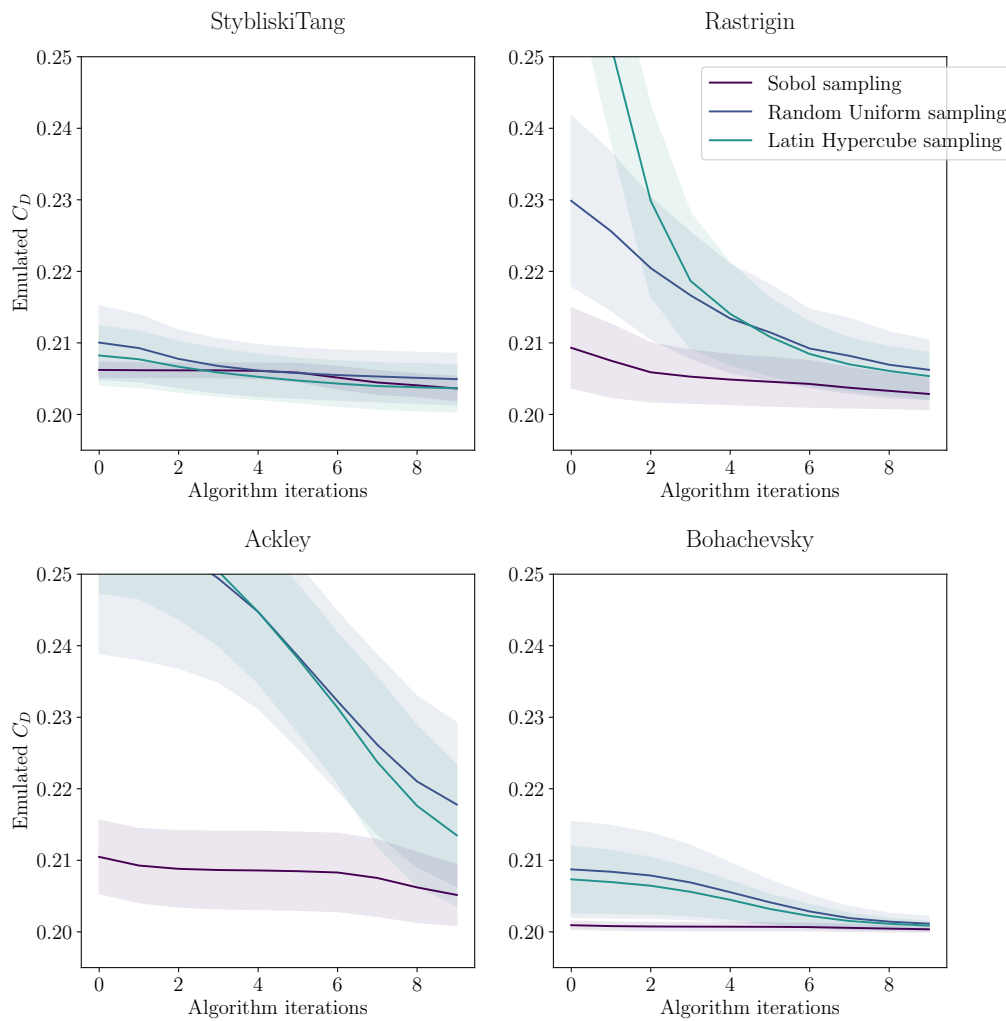 StybliskiTang
Rastrigin
0.25
0.24
0.23
0.22
0.21
0.20
Emulated C_D
0 2 4 6 8
Algorithm iterations
0.25
0.24
0.23
0.22
0.21
0.20
0 2 4 6 8
Algorithm iterations
Sobol sampling
Random Uniform sampling
Latin Hypercube sampling
Ackley
Bohachevsky
0.25
0.24
0.23
0.22
0.21
0.20
Emulated C_D
0 2 4 6 8
Algorithm iterations
0.25
0.24
0.23
0.22
0.21
0.20
0 2 4 6 8
Algorithm iterations